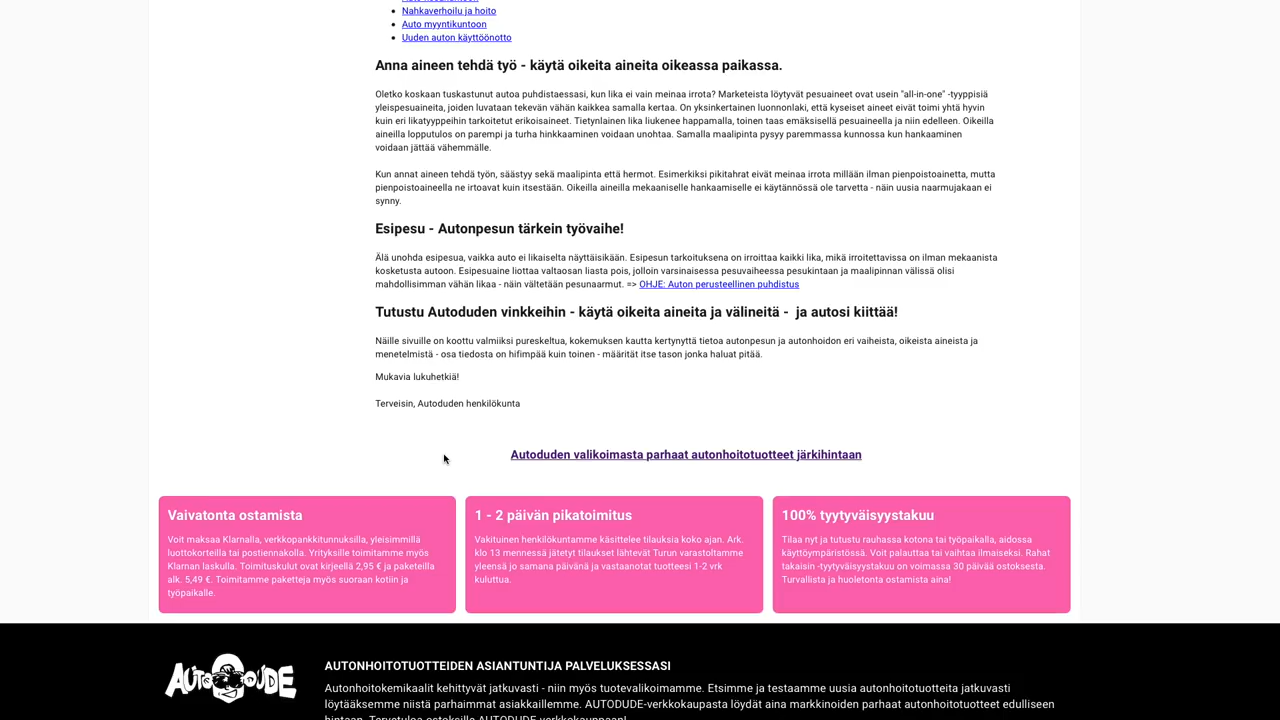 Nahkaverhoilu ja hoito
Auto myyntikuntoon
Uuden auton käyttöönotto
Anna aineen tehdä työ - käytä oikeita aineita oikeassa paikassa.
Oletko koskaan tuskastunut autoa puhdistaessasi, kun lika ei vain meinaa irrota? Marketeista löytyvät pesuaineet ovat usein "all-in-one" -tyyppisiä
yleispesuaineita, joiden luvataan tekevän vähän kaikkea samalla kertaa. On yksinkertainen luonnonlaki, että kyseiset aineet eivät toimi yhtä hyvin
kuin eri likatyyppeihin tarkoitetut erikoisaineet. Tietynlainen lika liukenee happamalla, toinen taas emäksisellä pesuaineella ja niin edelleen. Oikeilla
aineilla lopputulos on parempi ja turha hinkkaaminen voidaan unohtaa. Samalla maalipinta pysyy paremmassa kunnossa kun hankaaminen
voidaan jättää vähemmälle.
Kun annat aineen tehdä työn, säästyy sekä maalipinta että hermot. Esimerkiksi pikitahrat eivät meinaa irrota millään ilman pienpoistoainetta, mutta
pienpoistoaineella ne irtoavat kuin itsestään. Oikeilla aineilla mekaaniselle hankaamiselle ei käytännössä ole tarvetta - näin uusia naarmujakaan ei
synny.
Esipesu - Autonpesun tärkein työvaihe!
Älä unohda esipesua, vaikka auto ei likaiselta näyttäisikään. Esipesun tarkoituksena on irroittaa kaikki lika, mikä irroitettavissa on ilman mekaanista
kosketusta autoon. Esipesuaine liottaa valtaosan liasta pois, jolloin varsinaisessa pesuvaiheessa pesukintaan ja maalipinnan välissä olisi
mahdollisimman vähän likaa - näin vältetään pesunaarmut. => OHJE: Auton perusteellinen puhdistus
Tutustu Autoduden vinkkeihin - käytä oikeita aineita ja välineitä -  ja autosi kiittää!
Näille sivuille on koottu valmiiksi pureskeltua, kokemuksen kautta kertynyttä tietoa autonpesun ja autonhoidon eri vaiheista, oikeista aineista ja
menetelmistä - osa tiedosta on hifimpää kuin toinen - määrität itse tason jonka haluat pitää.
Mukavia lukuhetkiä!
Terveisin, Autoduden henkilökunta
Autoduden valikoimasta parhaat autonhoitotuotteet järkihintaan
Vaivatonta ostamista
Voit maksaa Klarnalla, verkkopankkitunnuksilla, yleisimmillä
luottokorteilla tai postiennakolla. Yrityksille toimitamme myös
Klarnan laskulla. Toimituskulut ovat kirjeellä 2,95 € ja paketeilla
alk. 5,49 €. Toimitamme paketteja myös suoraan kotiin ja
työpaikalle.
1 - 2 päivän pikatoimitus
Vakituinen henkilökuntamme käsittelee tilauksia koko ajan. Ark.
klo 13 mennessä jätetyt tilaukset lähtevät Turun varastoltamme
yleensä jo samana päivänä ja vastaanotat tuotteesi 1-2 vrk
kuluttua.
100% tyytyväisyystakuu
Tilaa nyt ja tutustu rauhassa kotona tai työpaikalla, aidossa
käyttöympäristössä. Voit palauttaa tai vaihtaa ilmaiseksi. Rahat
takaisin -tyytyväisyystakuu on voimassa 30 päivää ostoksesta.
Turvallista ja huoletonta ostamista aina!
AUTODUDE
AUTONHOITOTUOTTEIDEN ASIANTUNTIJA PALVELUKSESSASI
Autonhoitokemikaalit kehittyvät jatkuvasti - niin myös tuotevalikoimamme. Etsimme ja testaamme uusia autonhoitotuotteita jatkuvasti
löytääksemme niistä parhaimmat asiakkaillemme. AUTODUDE-verkkokaupasta löydät aina markkinoiden parhaat autonhoitotuotteet edulliseen
hintaan. Tervetuloa ostoksille AUTODUDE verkkokauppaan!